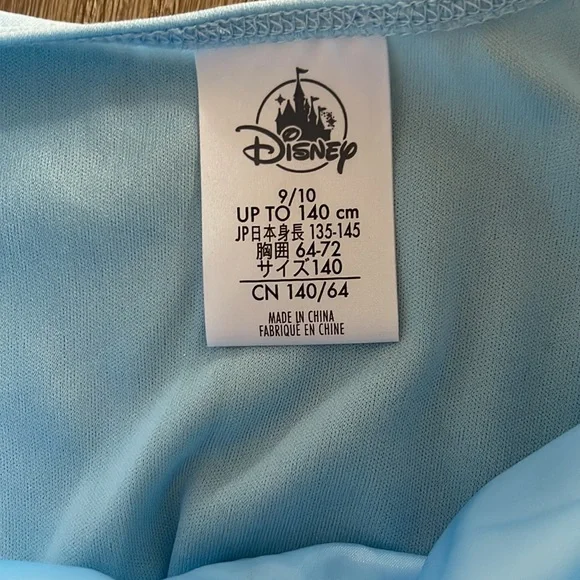 Disney
9/10
UP TO 140 cm
JP日本身長 135-145
胸囲 64-72
サイズ140
CN 140/64
MADE IN CHINA
FABRIQUÉ EN CHINE